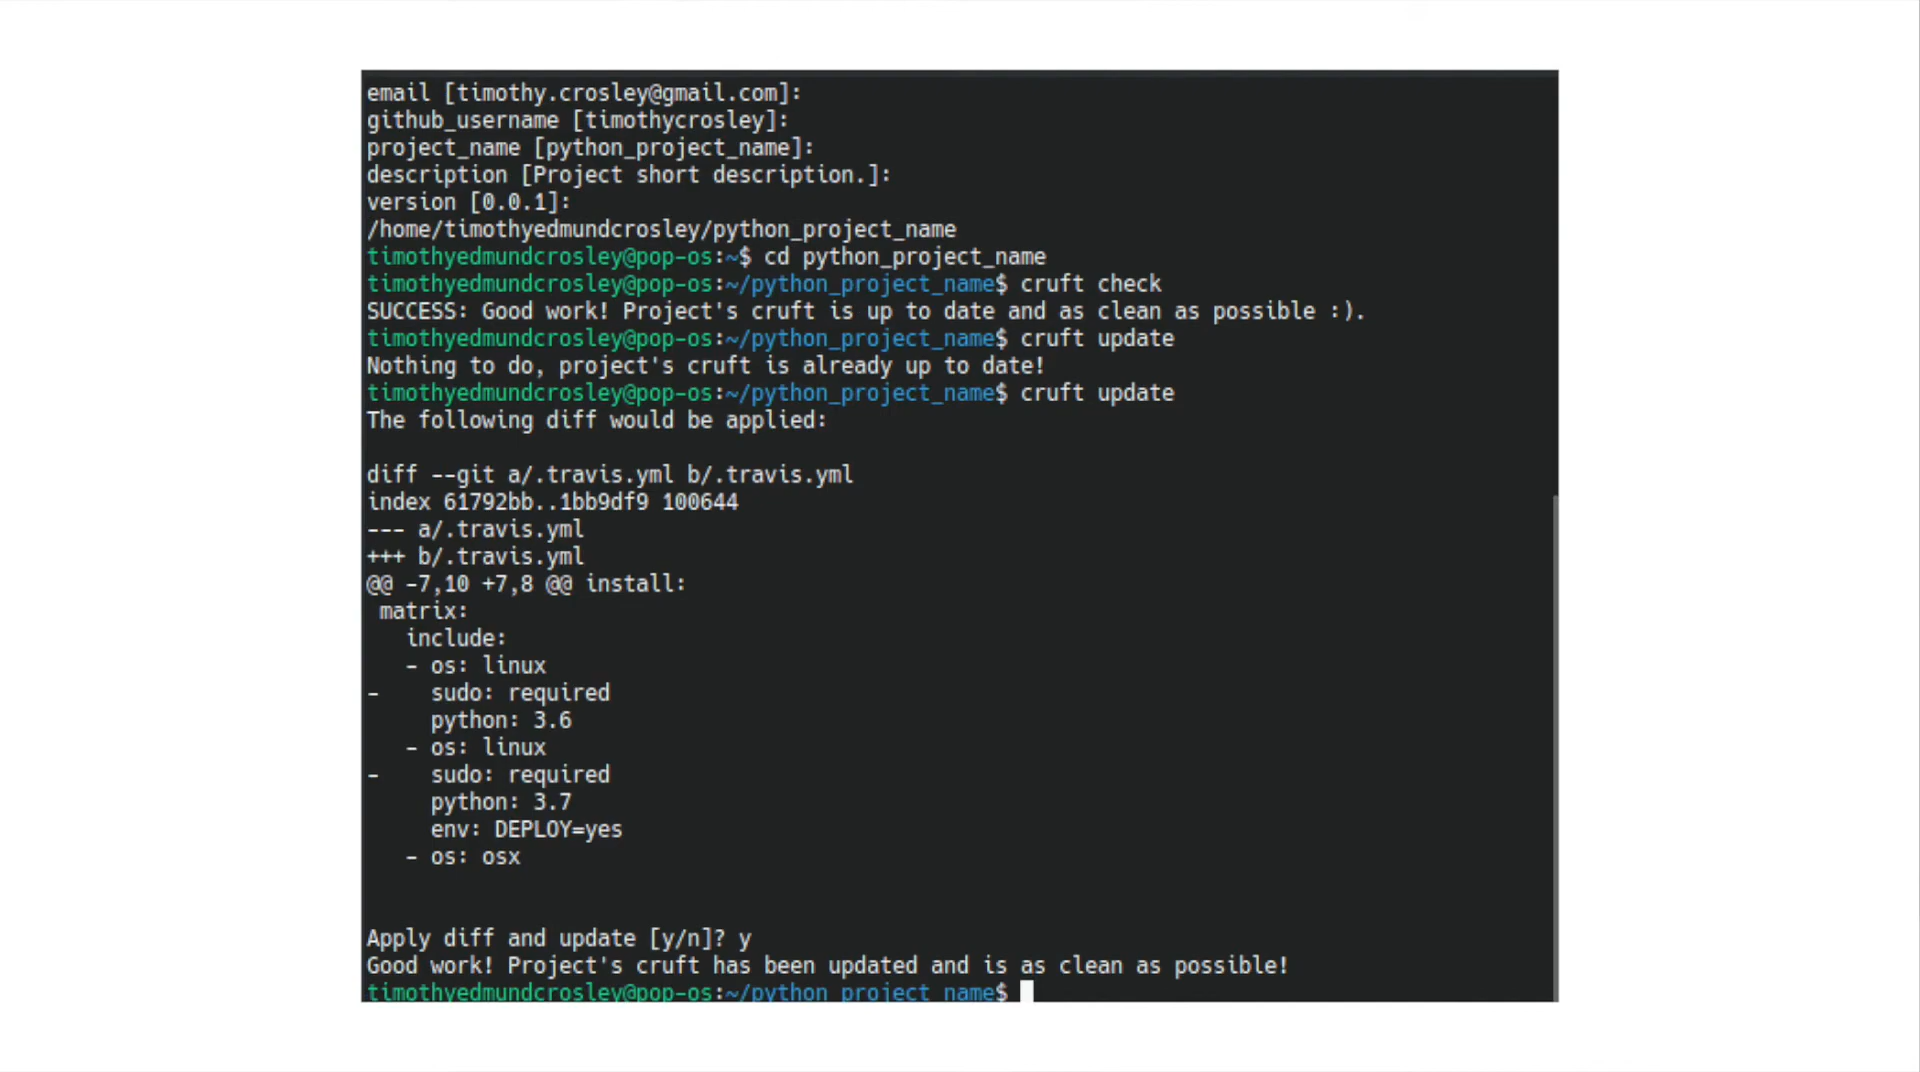 email [timothy.crosley@gmail.com]:
github_username [timothycrosley]:
project_name [python_project_name]:
description [Project short description.]:
version [0.0.1]:
/home/timothyedmundcrosley/python_project_name
timothyedmundcrosley@pop-os:~$ cd python_project_name
timothyedmundcrosley@pop-os:~/python_project_name$ cruft check
SUCCESS: Good work! Project's cruft is up to date and as clean as possible :).
timothyedmundcrosley@pop-os:~/python_project_name$ cruft update
Nothing to do, project's cruft is already up to date!
timothyedmundcrosley@pop-os:~/python_project_name$ cruft update
The following diff would be applied:

diff --git a/.travis.yml b/.travis.yml
index 61792bb..1bb9df9 100644
--- a/.travis.yml
+++ b/.travis.yml
@@ -7,10 +7,8 @@ install:
 matrix:
   include:
   - os: linux
-    sudo: required
     python: 3.6
   - os: linux
-    sudo: required
     python: 3.7
     env: DEPLOY=yes
   - os: osx

Apply diff and update [y/n]? y
Good work! Project's cruft has been updated and is as clean as possible!
timothyedmundcrosley@pop-os:~/python_project_name$